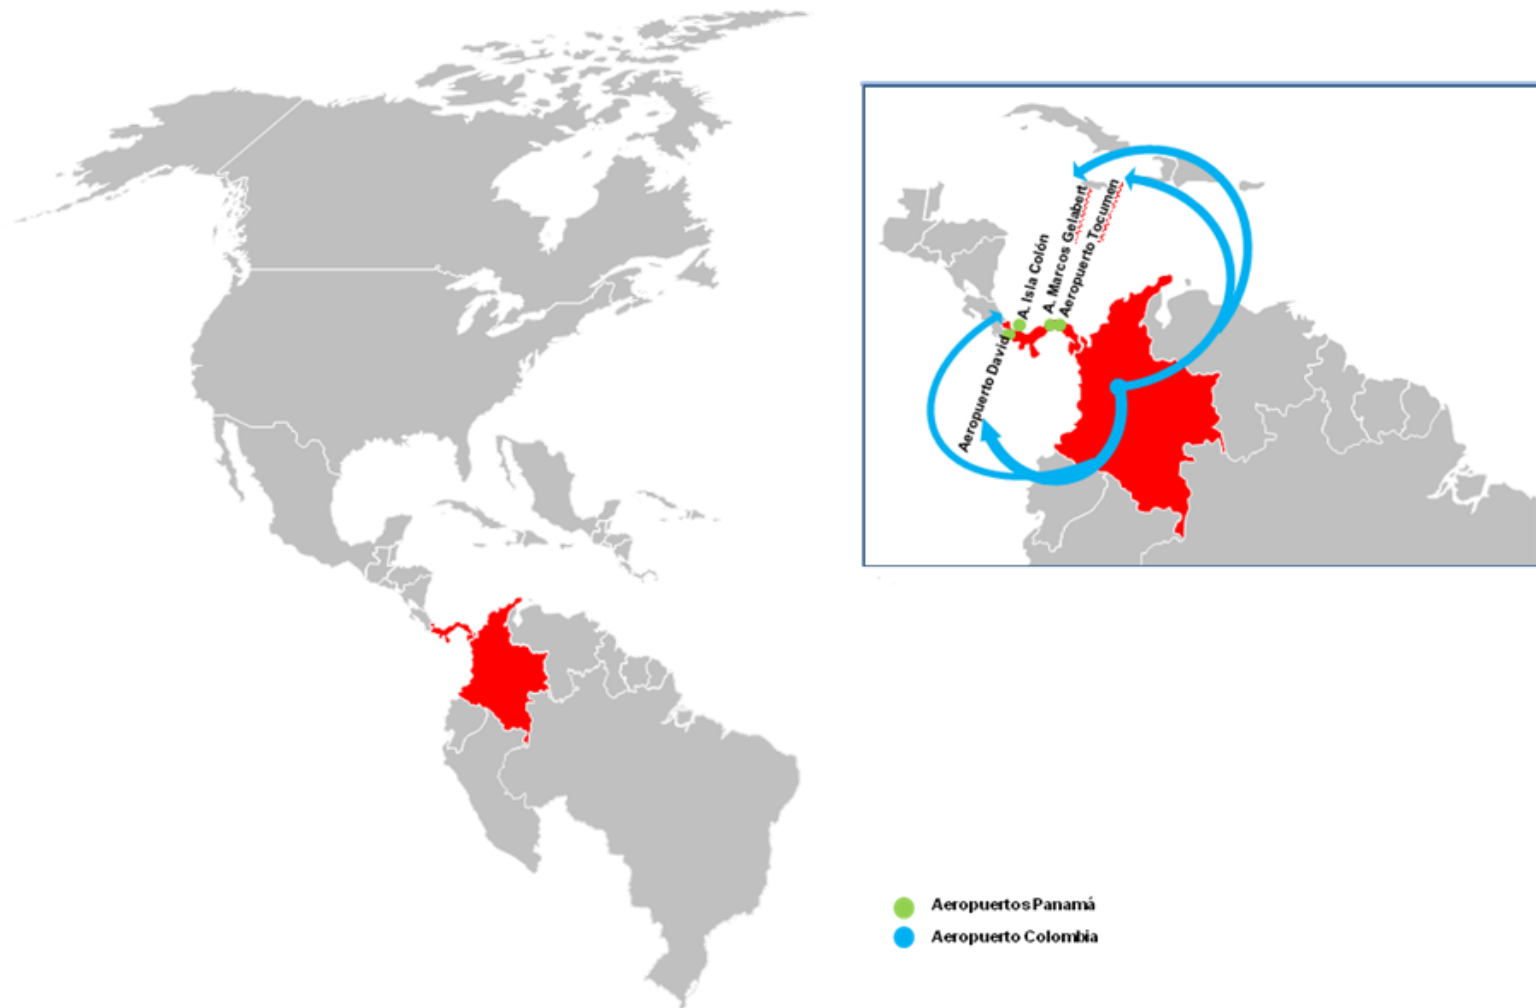 Aeropuerto David
A. Isla Colón
A. Marcos Gelabert
Aeropuerto Tocumen
Aeropuertos Panamá
Aeropuerto Colombia